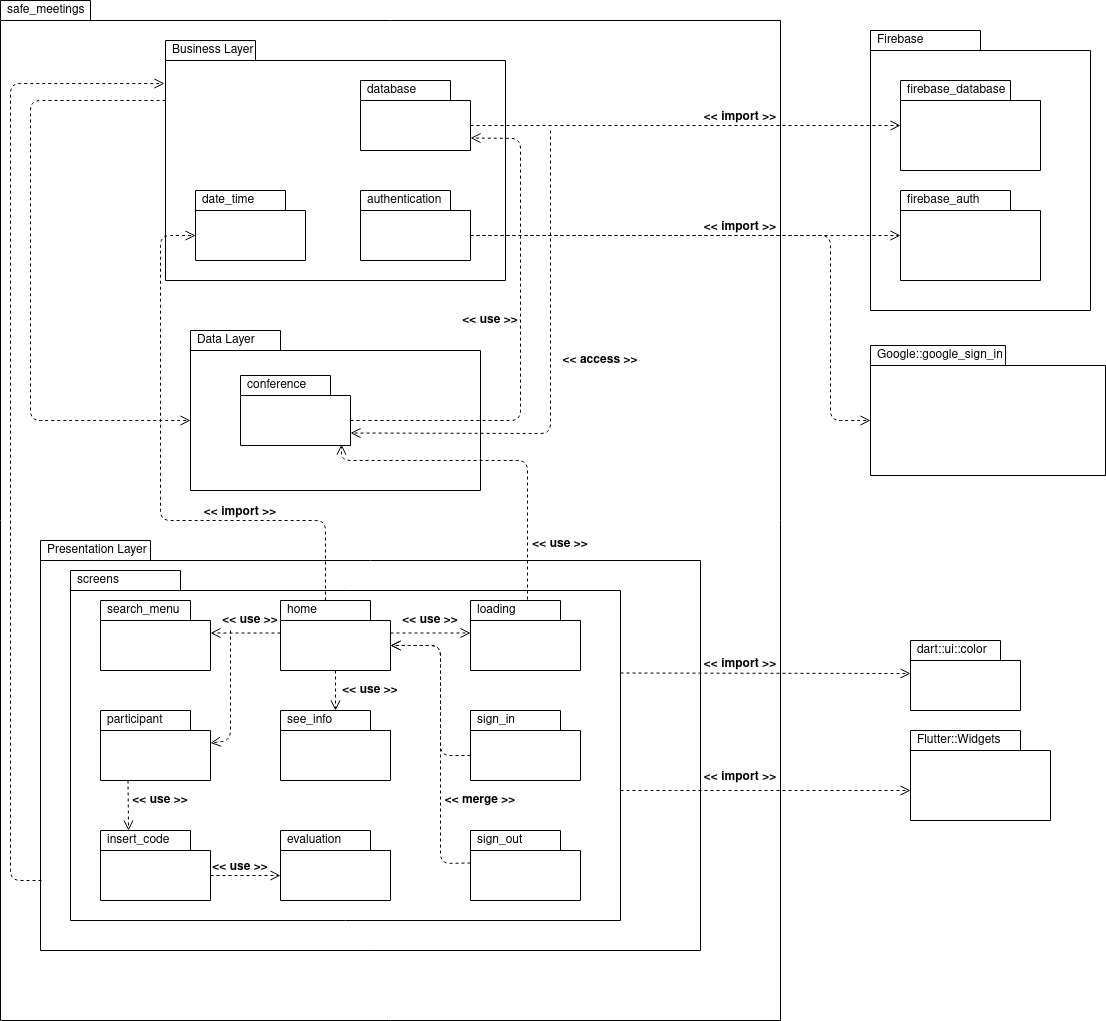 safe_meetings
Firebase
Business Layer
database
firebase_database
<< import >>
date_time
authentication
firebase_auth
<< import >>
<< use >>
Data Layer
Google::google_sign_in
<< access >>
conference
<< import >>
<< use >>
Presentation Layer
screens
search_menu
home
loading
<< use >>
<< use >>
dart::ui::color
<< import >>
<< use >>
participant
see_info
sign_in
Flutter::Widgets
<< import >>
<< use >>
<< merge >>
insert_code
evaluation
sign_out
<< use >>